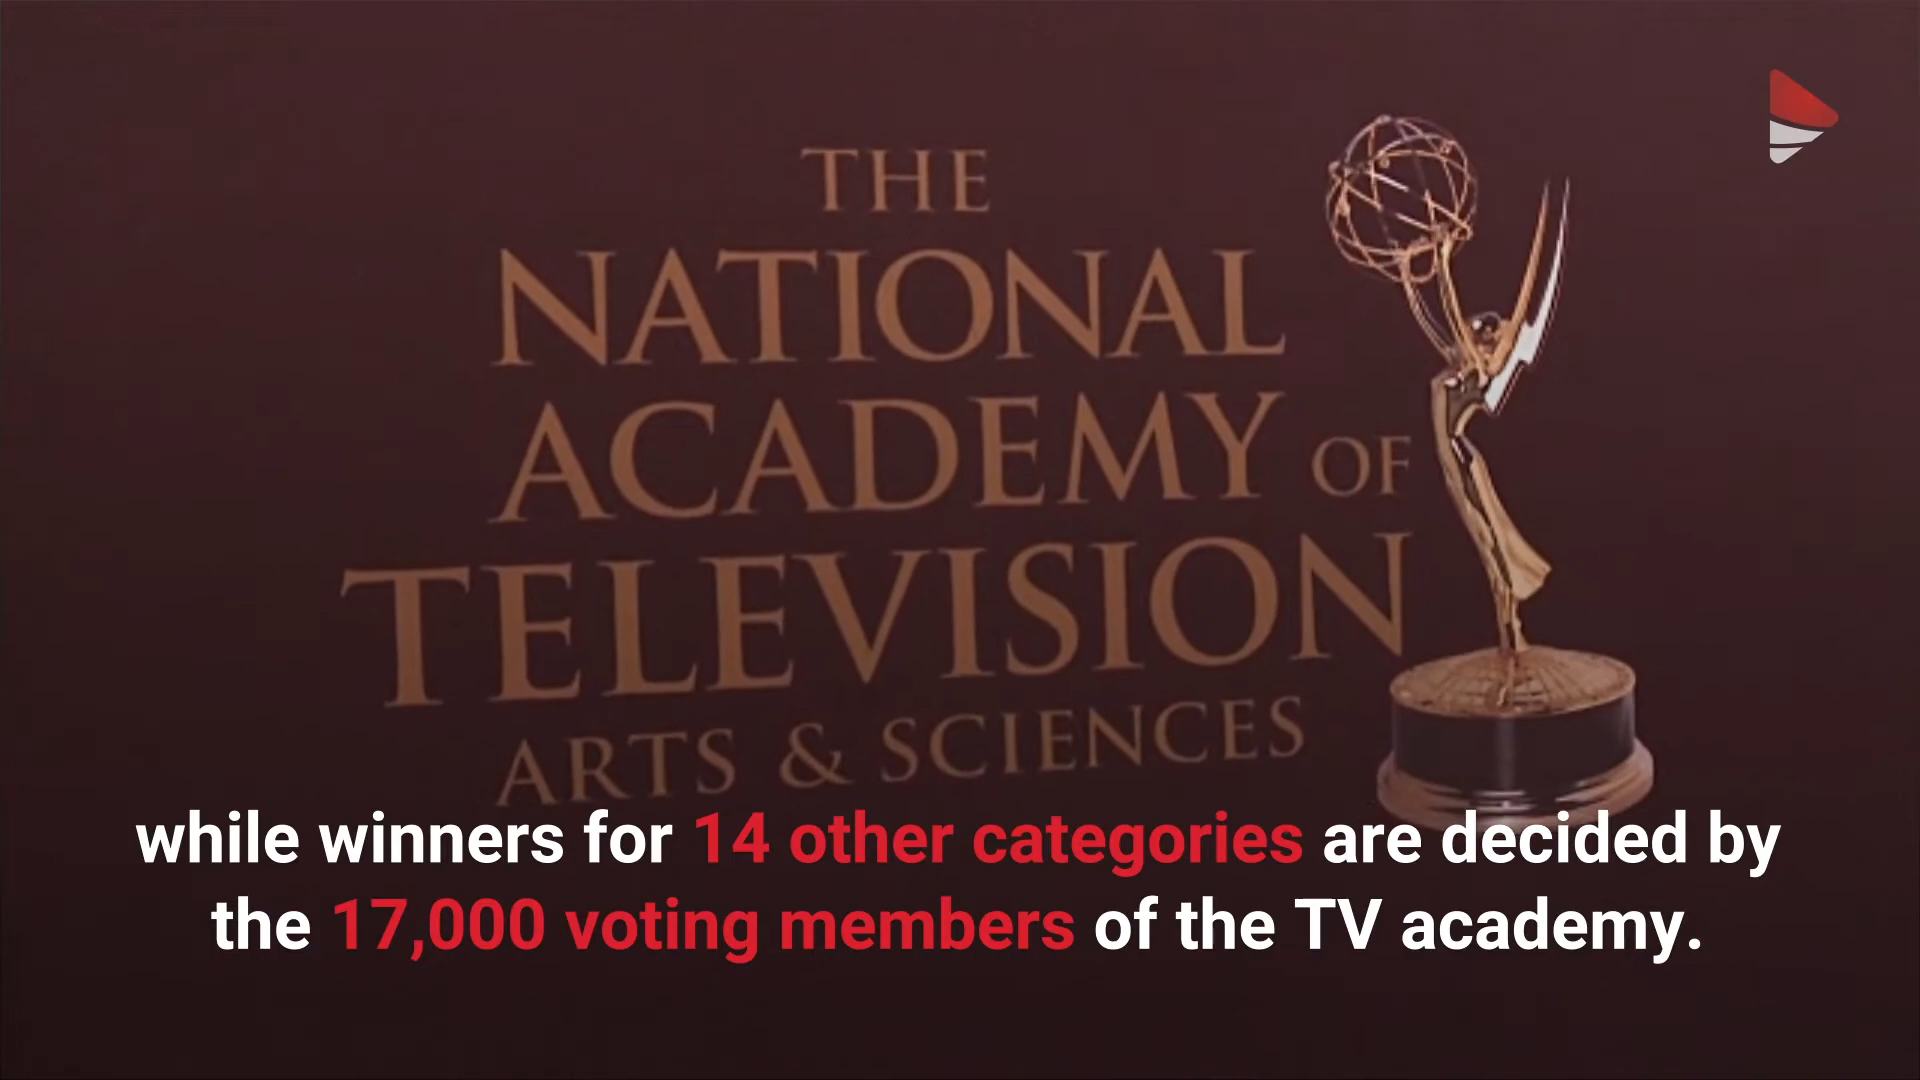 THE
NATIONAL
ACADEMY OF
TELEVISION
ARTS & SCIENCES
while winners for 14 other categories are decided by
the 17,000 voting members of the TV academy.